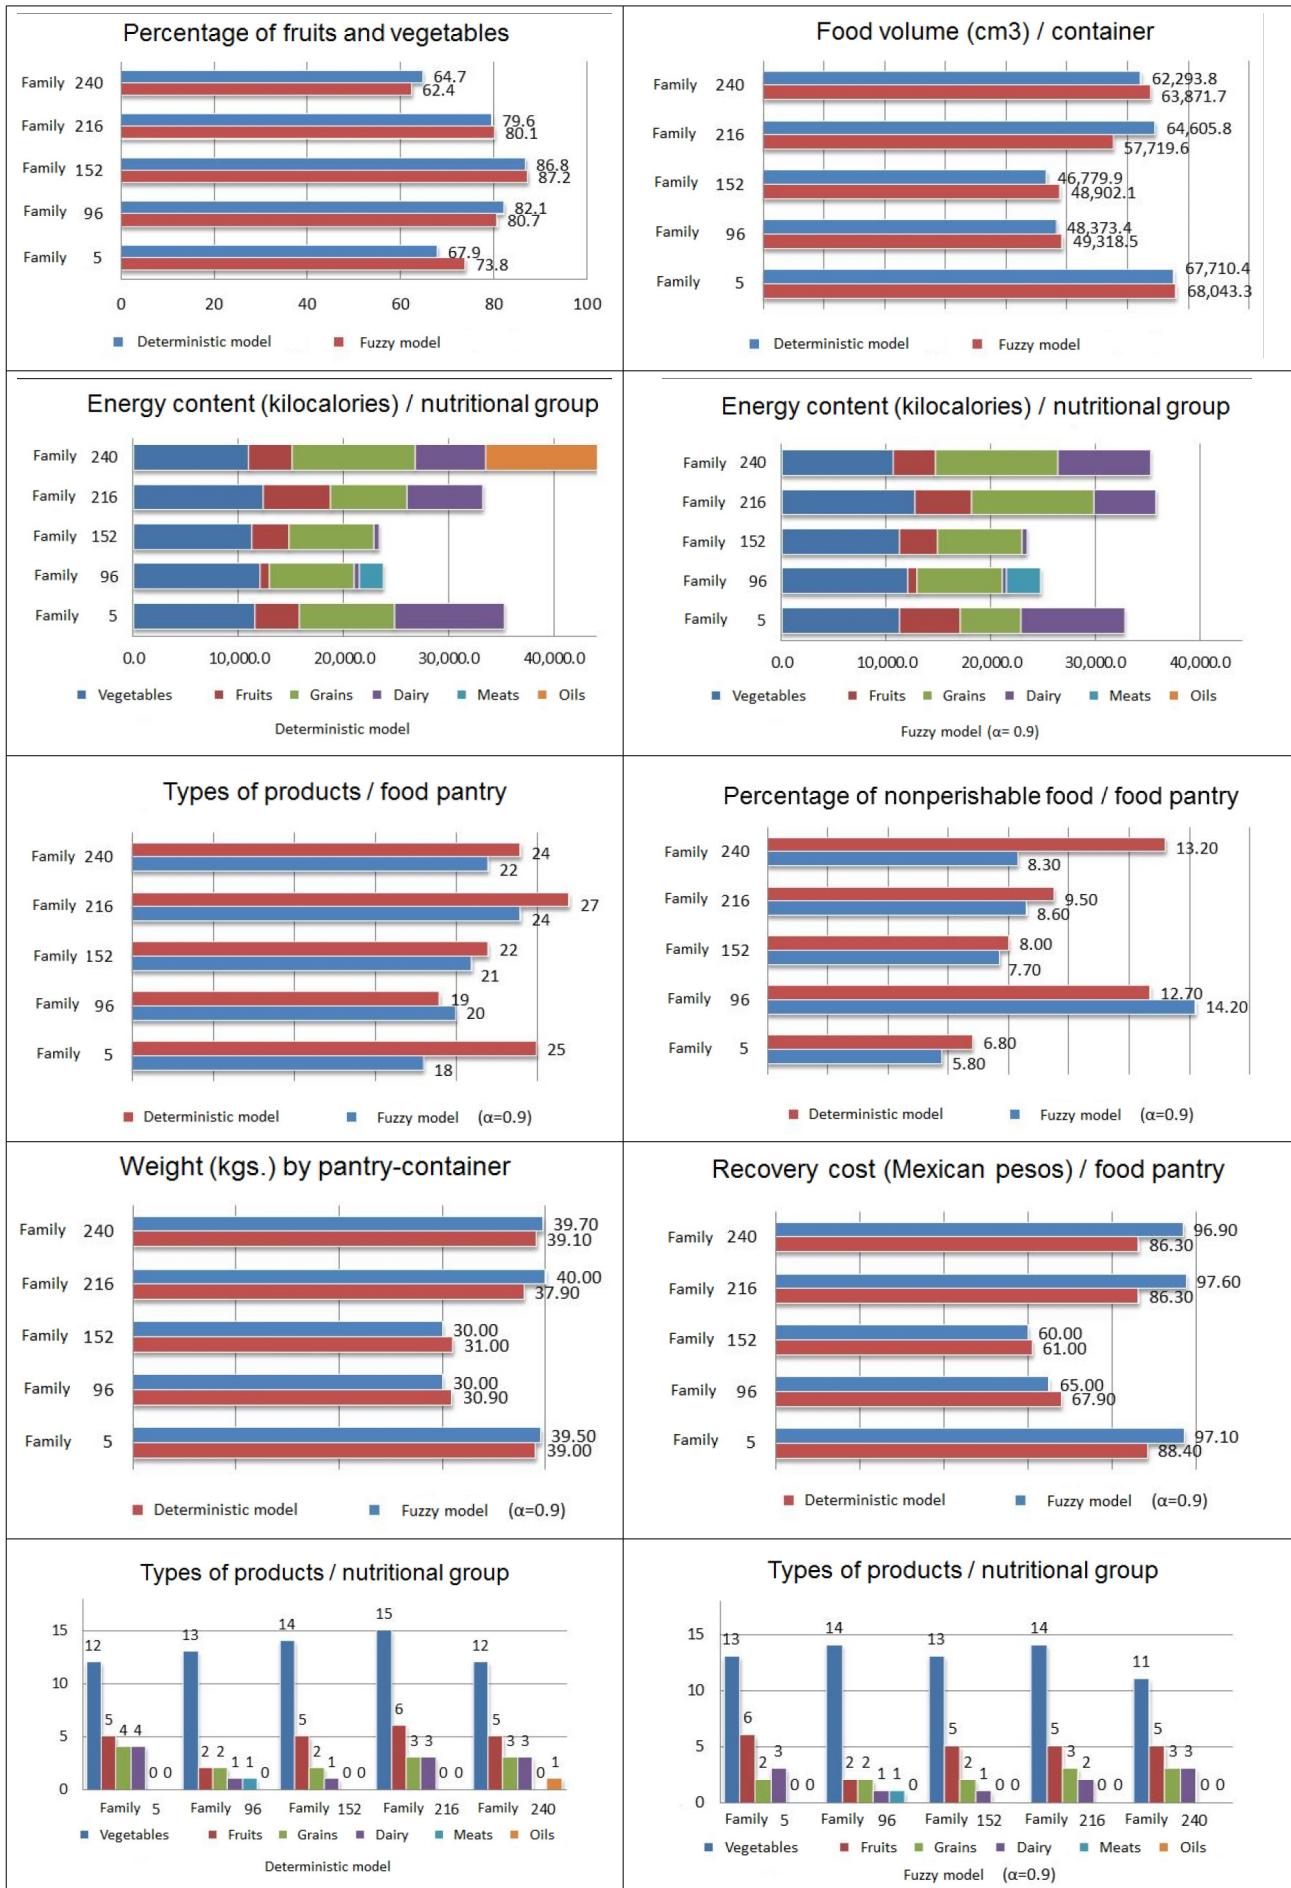 Percentage of fruits and vegetables
Family 240
64.7
62.4
Family 216
79.6
80.1
Family 152
86.8
87.2
Family 96
82.1
80.7
Family 5
67.9
73.8
0 20 40 60 80 100
Deterministic model Fuzzy model
Food volume (cm3) / container
Family 240
62,293.8
63,871.7
Family 216
64,605.8
57,719.6
Family 152
46,779.9
48,902.1
Family 96
48,373.4
49,318.5
Family 5
67,710.4
68,043.3
Deterministic model Fuzzy model
Energy content (kilocalories) / nutritional group
Family 240
Family 216
Family 152
Family 96
Family 5
0.0 10,000.0 20,000.0 30,000.0 40,000.0
Vegetables Fruits Grains Dairy Meats Oils
Deterministic model
Energy content (kilocalories) / nutritional group
Family 240
Family 216
Family 152
Family 96
Family 5
0.0 10,000.0 20,000.0 30,000.0 40,000.0
Vegetables Fruits Grains Dairy Meats Oils
Fuzzy model (α= 0.9)
Types of products / food pantry
Family 240
24
22
Family 216
27
24
Family 152
22
21
Family 96
19
20
Family 5
25
18
Deterministic model Fuzzy model (α=0.9)
Percentage of nonperishable food / food pantry
Family 240
13.20
8.30
Family 216
9.50
8.60
Family 152
8.00
7.70
Family 96
12.70
14.20
Family 5
6.80
5.80
Deterministic model Fuzzy model (α=0.9)
Weight (kgs.) by pantry-container
Family 240
39.70
39.10
Family 216
40.00
37.90
Family 152
30.00
31.00
Family 96
30.00
30.90
Family 5
39.50
39.00
Deterministic model Fuzzy model (α=0.9)
Recovery cost (Mexican pesos) / food pantry
Family 240
96.90
86.30
Family 216
97.60
86.30
Family 152
60.00
61.00
Family 96
65.00
67.90
Family 5
97.10
88.40
Deterministic model Fuzzy model (α=0.9)
Types of products / nutritional group
15
10
5
0
12 5 4 4 0 0
13 2 2 1 1 0
14 5 2 1 0 0
15 6 3 3 0 0
12 5 3 3 0 1
Family 5 Family 96 Family 152 Family 216 Family 240
Vegetables Fruits Grains Dairy Meats Oils
Deterministic model
Types of products / nutritional group
15
10
5
0
13 6 2 3 0 0
14 2 2 1 1 0
13 5 2 1 0 0
14 5 3 2 0 0
11 5 3 3 0 0
Family 5 Family 96 Family 152 Family 216 Family 240
Vegetables Fruits Grains Dairy Meats Oils
Fuzzy model (α=0.9)